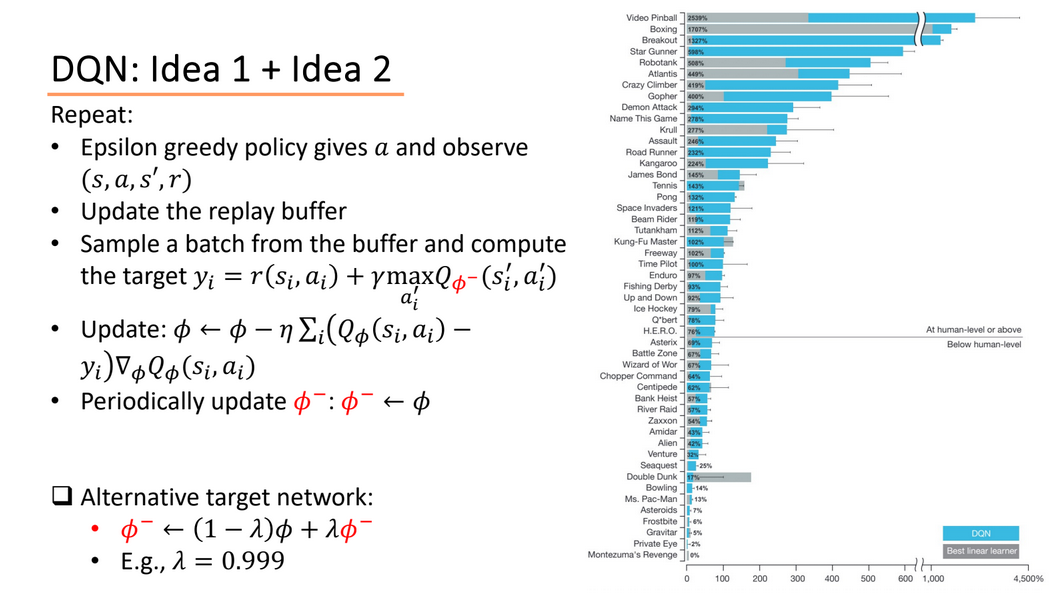 DQN: Idea 1 + Idea 2
Repeat:
• Epsilon greedy policy gives 𝑎 and observe
(𝑠, 𝑎, 𝑠′, 𝑟)
• Update the replay buffer
• Sample a batch from the buffer and compute
the target 𝑦ᵢ = 𝑟(𝑠ᵢ, 𝑎ᵢ) + 𝛾 max_{𝑎ᵢ′} 𝑄_{𝜙⁻}(𝑠ᵢ′, 𝑎ᵢ′)
• Update: 𝜙 ← 𝜙 − 𝜂 ∑ᵢ(𝑄_𝜙(𝑠ᵢ, 𝑎ᵢ) −
𝑦ᵢ)∇_𝜙𝑄_𝜙(𝑠ᵢ, 𝑎ᵢ)
• Periodically update 𝜙⁻: 𝜙⁻ ← 𝜙
❑ Alternative target network:
• 𝜙⁻ ← (1 − 𝜆)𝜙 + 𝜆𝜙⁻
• E.g., 𝜆 = 0.999
Video Pinball 2539%
Boxing 1707%
Breakout 1327%
Star Gunner 598%
Robotank 508%
Atlantis 449%
Crazy Climber 419%
Gopher 400%
Demon Attack 294%
Name This Game 278%
Krull 277%
Assault 246%
Road Runner 232%
Kangaroo 224%
James Bond 145%
Tennis 143%
Pong 132%
Space Invaders 121%
Beam Rider 119%
Tutankham 112%
Kung-Fu Master 102%
Freeway 102%
Time Pilot 100%
Enduro 97%
Fishing Derby 93%
Up and Down 92%
Ice Hockey 79%
Q*bert 78%
H.E.R.O. 76%
At human-level or above
Asterix 69%
Below human-level
Battle Zone 67%
Wizard of Wor 67%
Chopper Command 64%
Centipede 62%
Bank Heist 57%
River Raid 57%
Zaxxon 54%
Amidar 43%
Alien 42%
Venture 32%
Seaquest 25%
Double Dunk 17%
Bowling 14%
Ms. Pac-Man 13%
Asteroids 7%
Frostbite 6%
Gravitar 5%
Private Eye 2%
Montezuma's Revenge 0%
DQN
Best linear learner
0 100 200 300 400 500 600 1,000 4,500%